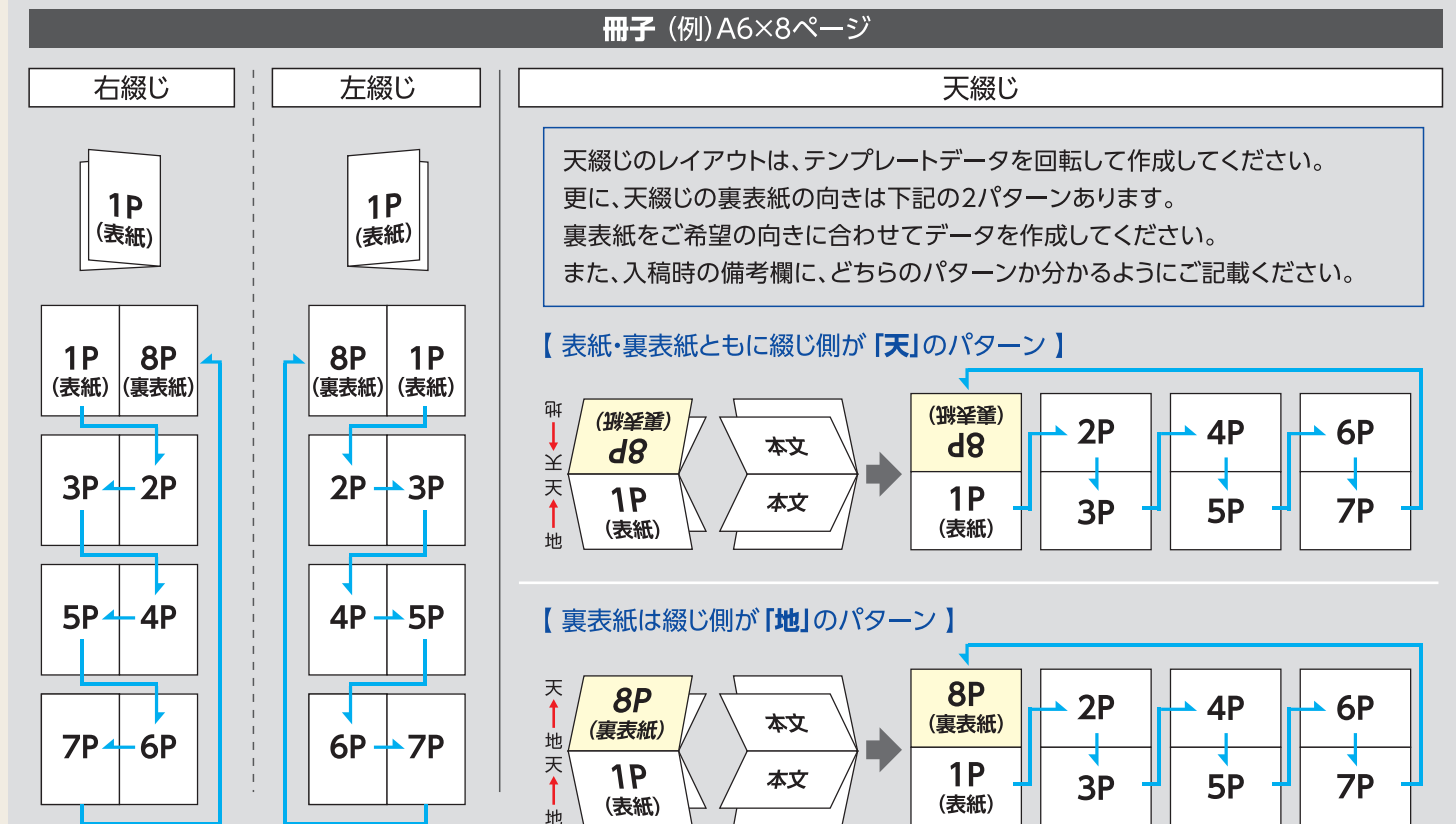 冊子 (例)A6×8ページ
右綴じ
1P
(表紙)
1P
(表紙)
8P
(裏表紙)
3P
2P
5P
4P
7P
6P
左綴じ
1P
(表紙)
8P
(裏表紙)
1P
(表紙)
2P
3P
4P
5P
6P
7P
天綴じ
天綴じのレイアウトは、テンプレートデータを回転して作成してください。
更に、天綴じの裏表紙の向きは下記の2パターンあります。
裏表紙をご希望の向きに合わせてデータを作成してください。
また、入稿時の備考欄に、どちらのパターンか分かるようにご記載ください。
【 表紙・裏表紙ともに綴じ側が「天」のパターン 】
地
天
天
地
8P
(裏表紙)
1P
(表紙)
本文
本文
8P
(裏表紙)
1P
(表紙)
2P
3P
4P
5P
6P
7P
【 裏表紙は綴じ側が「地」のパターン 】
天
地
天
地
8P
(裏表紙)
1P
(表紙)
本文
本文
8P
(裏表紙)
1P
(表紙)
2P
3P
4P
5P
6P
7P